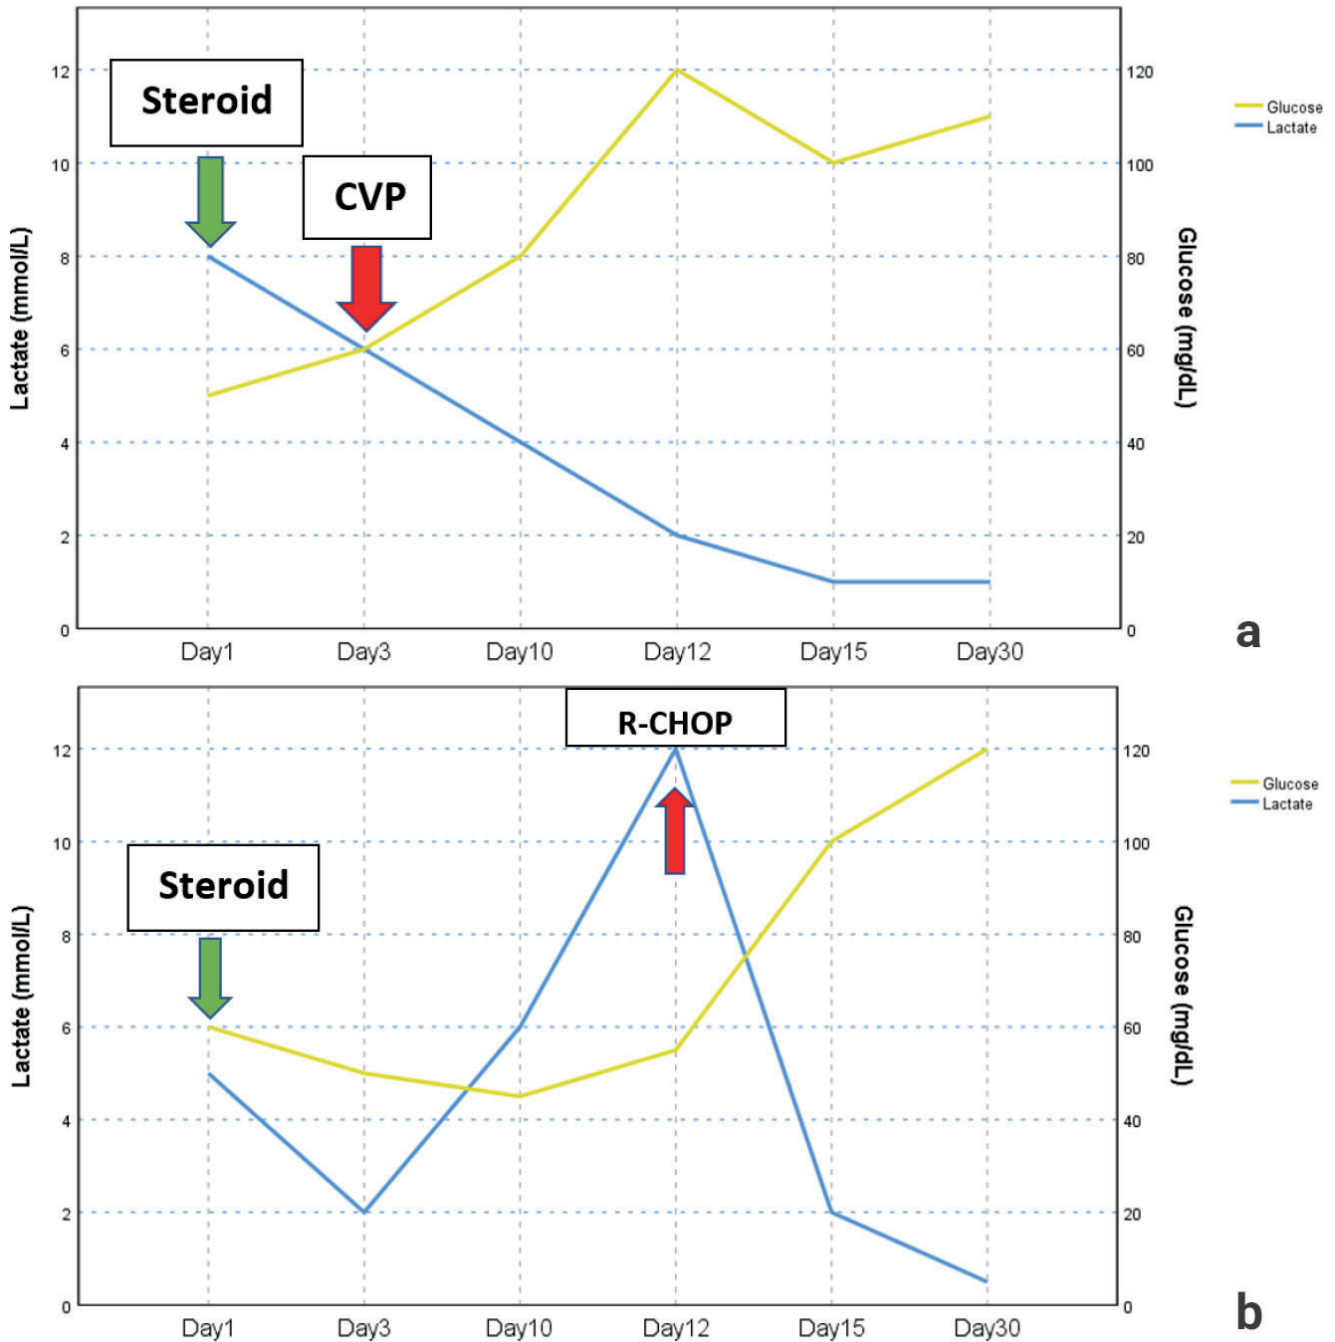 Steroid
CVP
12
10
8
6
4
2
0
Lactate (mmol/L)
120
100
80
60
40
20
0
Glucose (mg/dL)
Glucose
Lactate
Day1 Day3 Day10 Day12 Day15 Day30
a
R-CHOP
Steroid
12
10
8
6
4
2
0
Lactate (mmol/L)
120
100
80
60
40
20
0
Glucose (mg/dL)
Glucose
Lactate
Day1 Day3 Day10 Day12 Day15 Day30
b